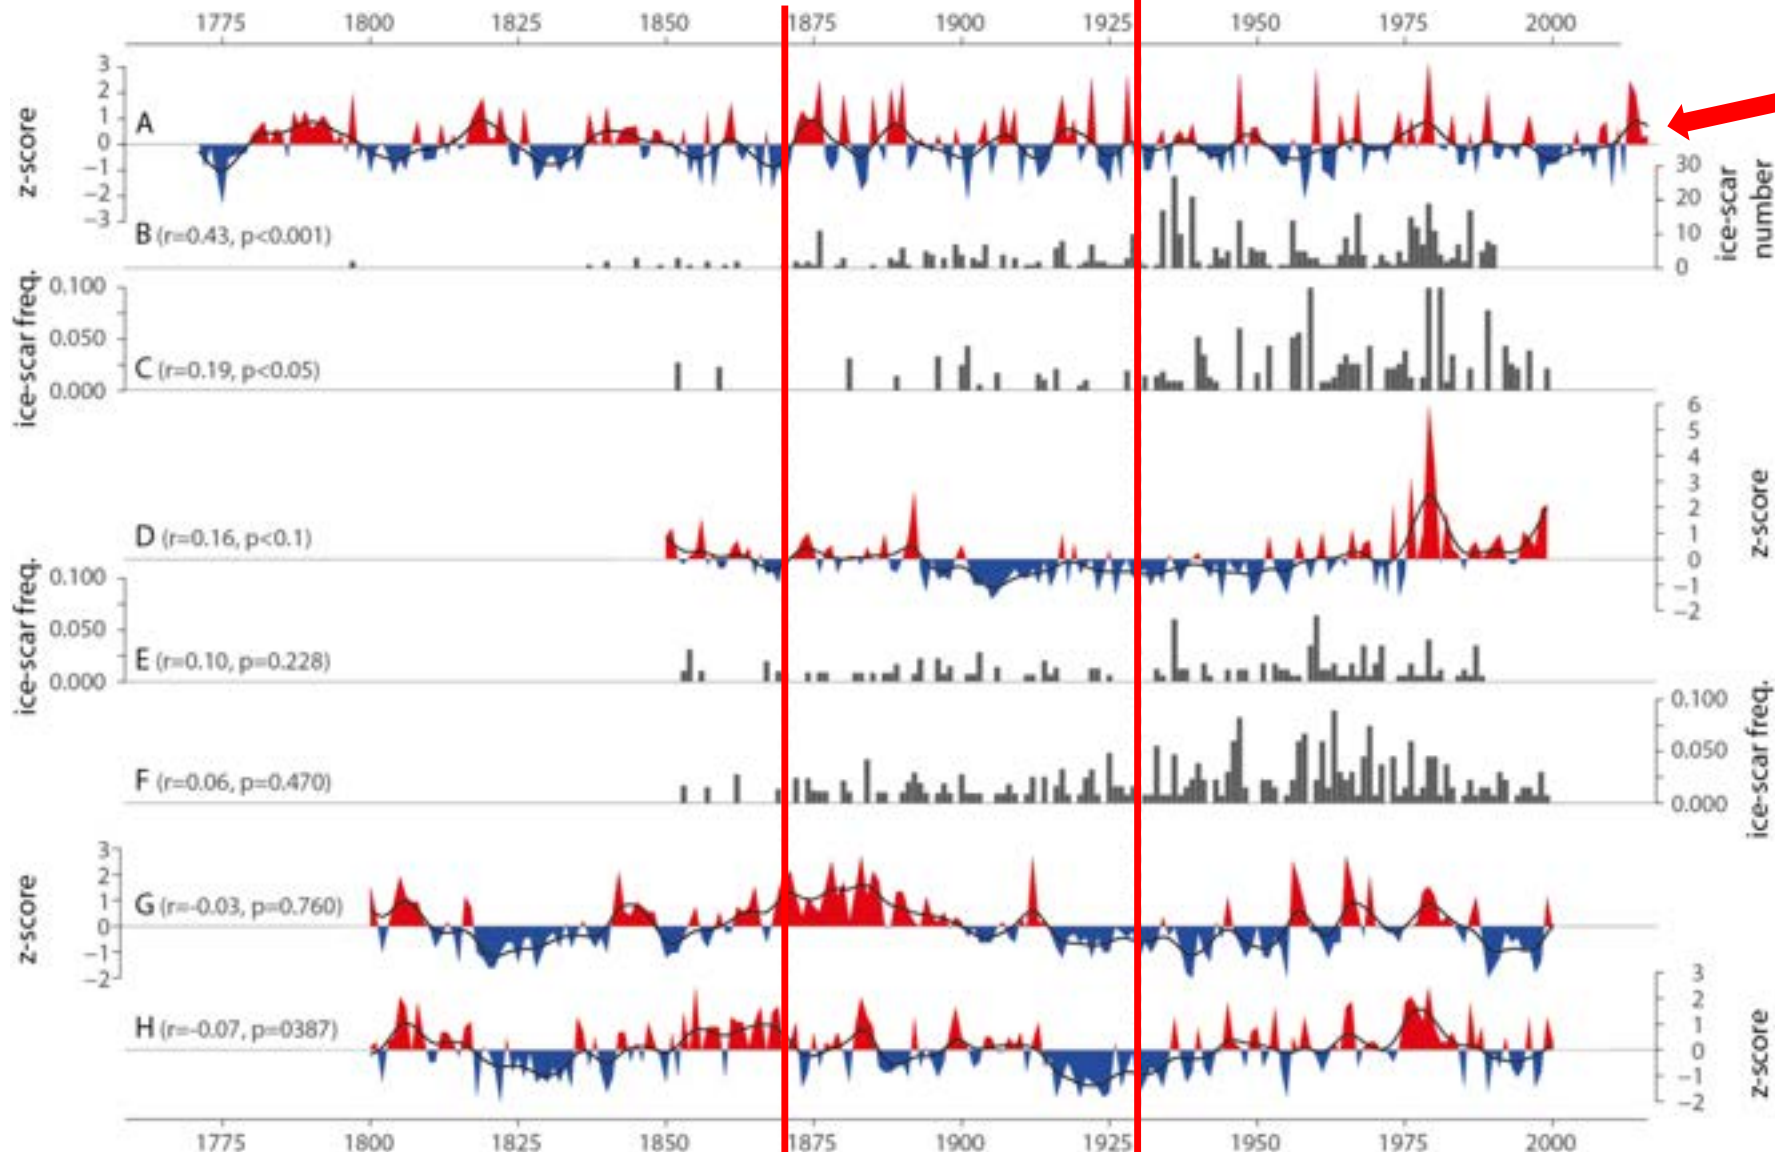 1775 1800 1825 1850 1875 1900 1925 1950 1975 2000
3
2
1
0
−1
−2
−3
z-score
A
30
20
10
0
ice-scar
number
B (r=0.43, p<0.001)
0.100
0.050
0.000
ice-scar freq.
C (r=0.19, p<0.05)
6
5
4
3
2
1
0
−1
−2
z-score
D (r=0.16, p<0.1)
0.100
0.050
0.000
ice-scar freq.
E (r=0.10, p=0.228)
0.100
0.050
0.000
ice-scar freq.
F (r=0.06, p=0.470)
3
2
1
0
−1
−2
z-score
G (r=-0.03, p=0.760)
3
2
1
0
−1
−2
z-score
H (r=-0.07, p=0387)
1775 1800 1825 1850 1875 1900 1925 1950 1975 2000